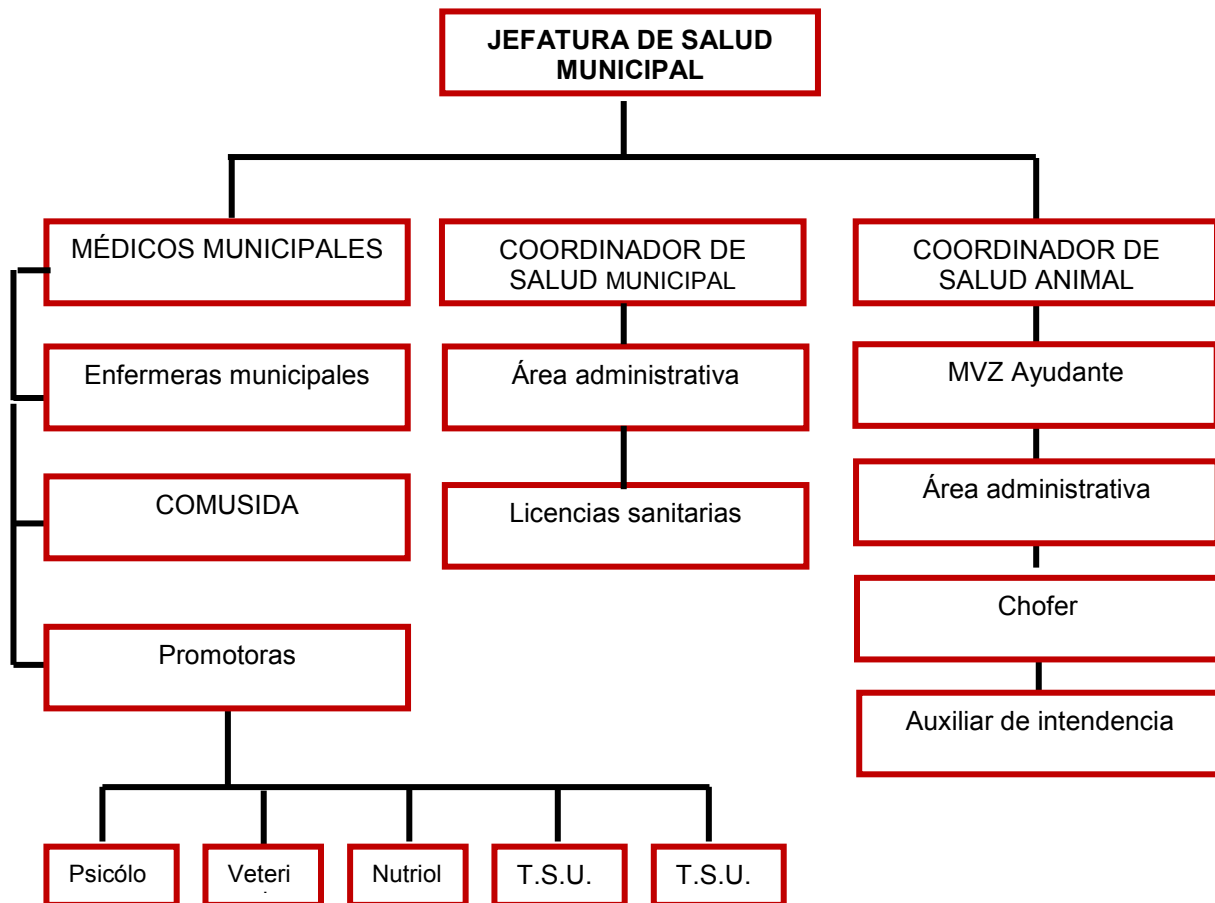 JEFATURA DE SALUD
MUNICIPAL
MÉDICOS MUNICIPALES
COORDINADOR DE
SALUD MUNICIPAL
COORDINADOR DE
SALUD ANIMAL
Enfermeras municipales
Área administrativa
MVZ Ayudante
COMUSIDA
Licencias sanitarias
Área administrativa
Promotoras
Chofer
Auxiliar de intendencia
Psicólo
Veteri
Nutriol
T.S.U.
T.S.U.